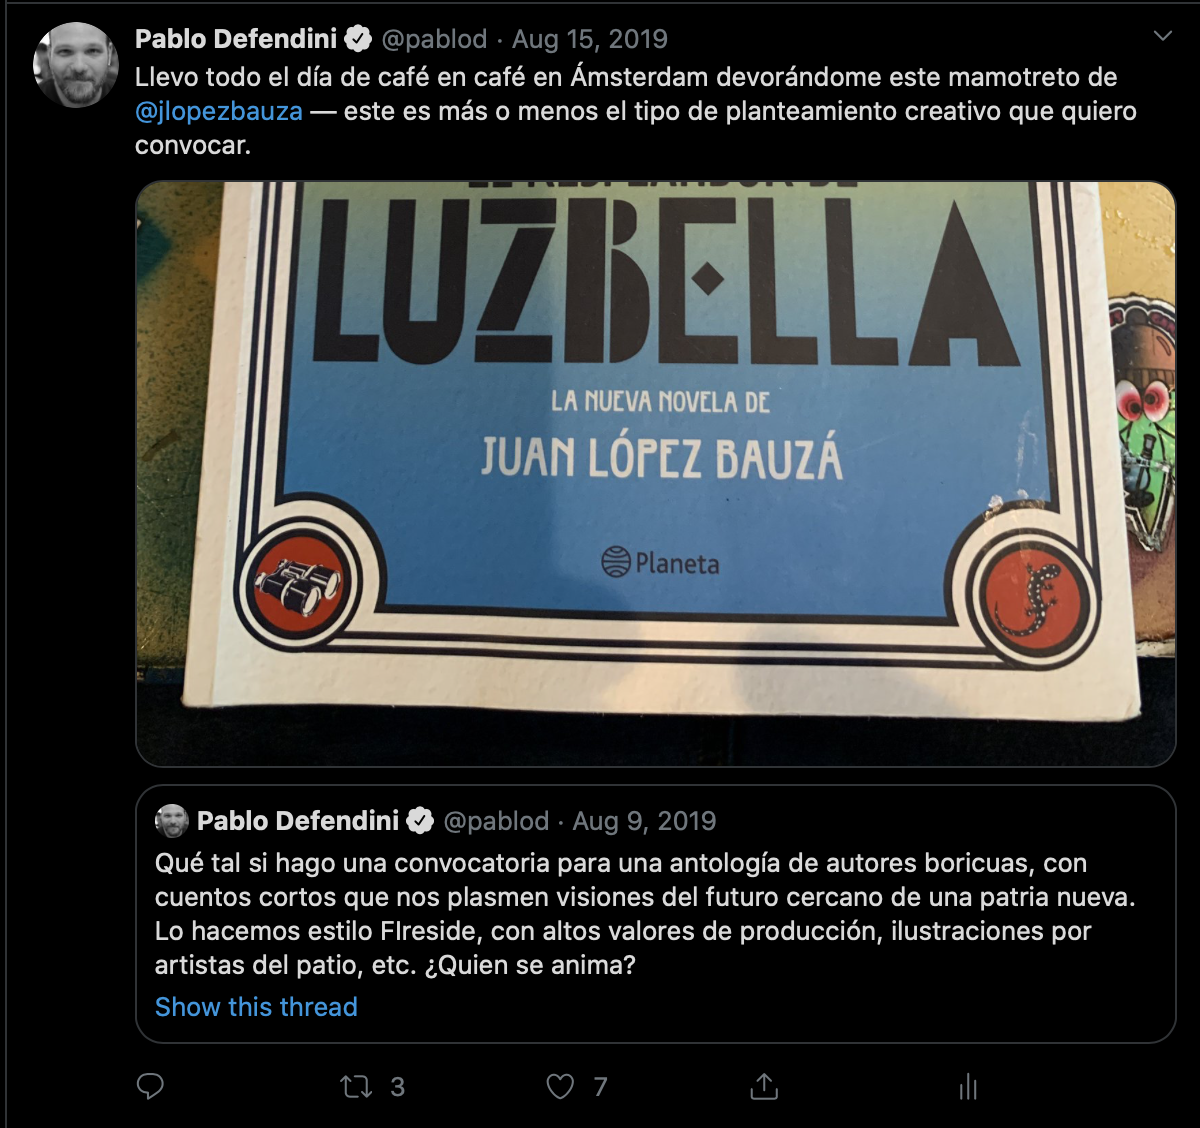 Pablo Defendini @pablod · Aug 15, 2019
Llevo todo el día de café en café en Ámsterdam devorándome este mamotreto de
@jlopezbauza — este es más o menos el tipo de planteamiento creativo que quiero
convocar.
EL RESPLANDOR DE
LUZBELLA
LA NUEVA NOVELA DE
JUAN LÓPEZ BAUZÁ
Planeta
Pablo Defendini @pablod · Aug 9, 2019
Qué tal si hago una convocatoria para una antología de autores boricuas, con
cuentos cortos que nos plasmen visiones del futuro cercano de una patria nueva.
Lo hacemos estilo FIreside, con altos valores de producción, ilustraciones por
artistas del patio, etc. ¿Quien se anima?
Show this thread
3 7